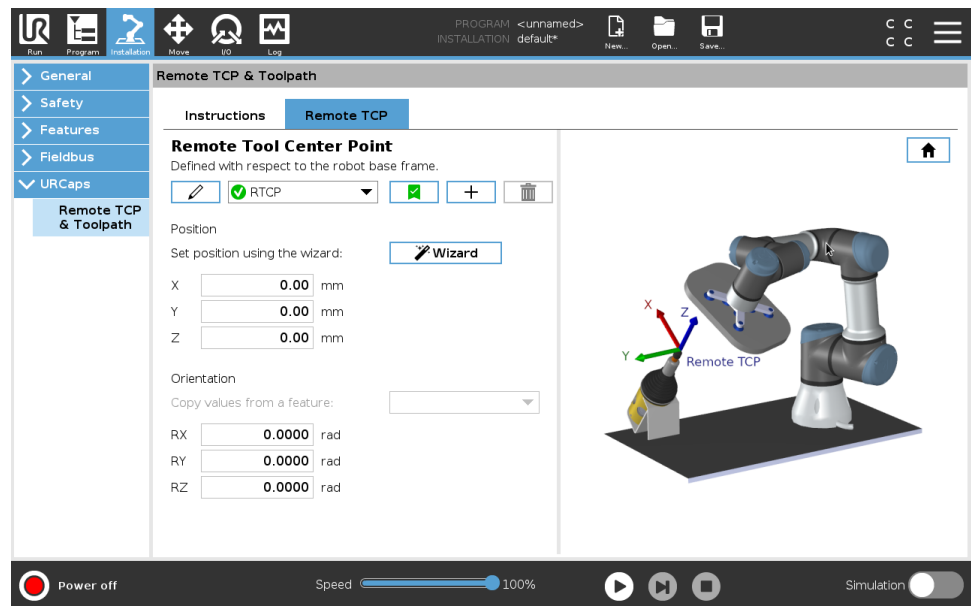 PROGRAM <unnamed>
INSTALLATION default*
UR
Run
Program
Installation
Move
I/O
Log
New...
Open...
Save...
C C
C C
General
Safety
Features
Fieldbus
URCaps
Remote TCP
& Toolpath
Remote TCP & Toolpath
Instructions
Remote TCP
Remote Tool Center Point
Defined with respect to the robot base frame.
RTCP
Position
Set position using the wizard:
Wizard
X 0.00 mm
Y 0.00 mm
Z 0.00 mm
Orientation
Copy values from a feature:
RX 0.0000 rad
RY 0.0000 rad
RZ 0.0000 rad
X
Z
Y
Remote TCP
Power off
Speed
100%
Simulation